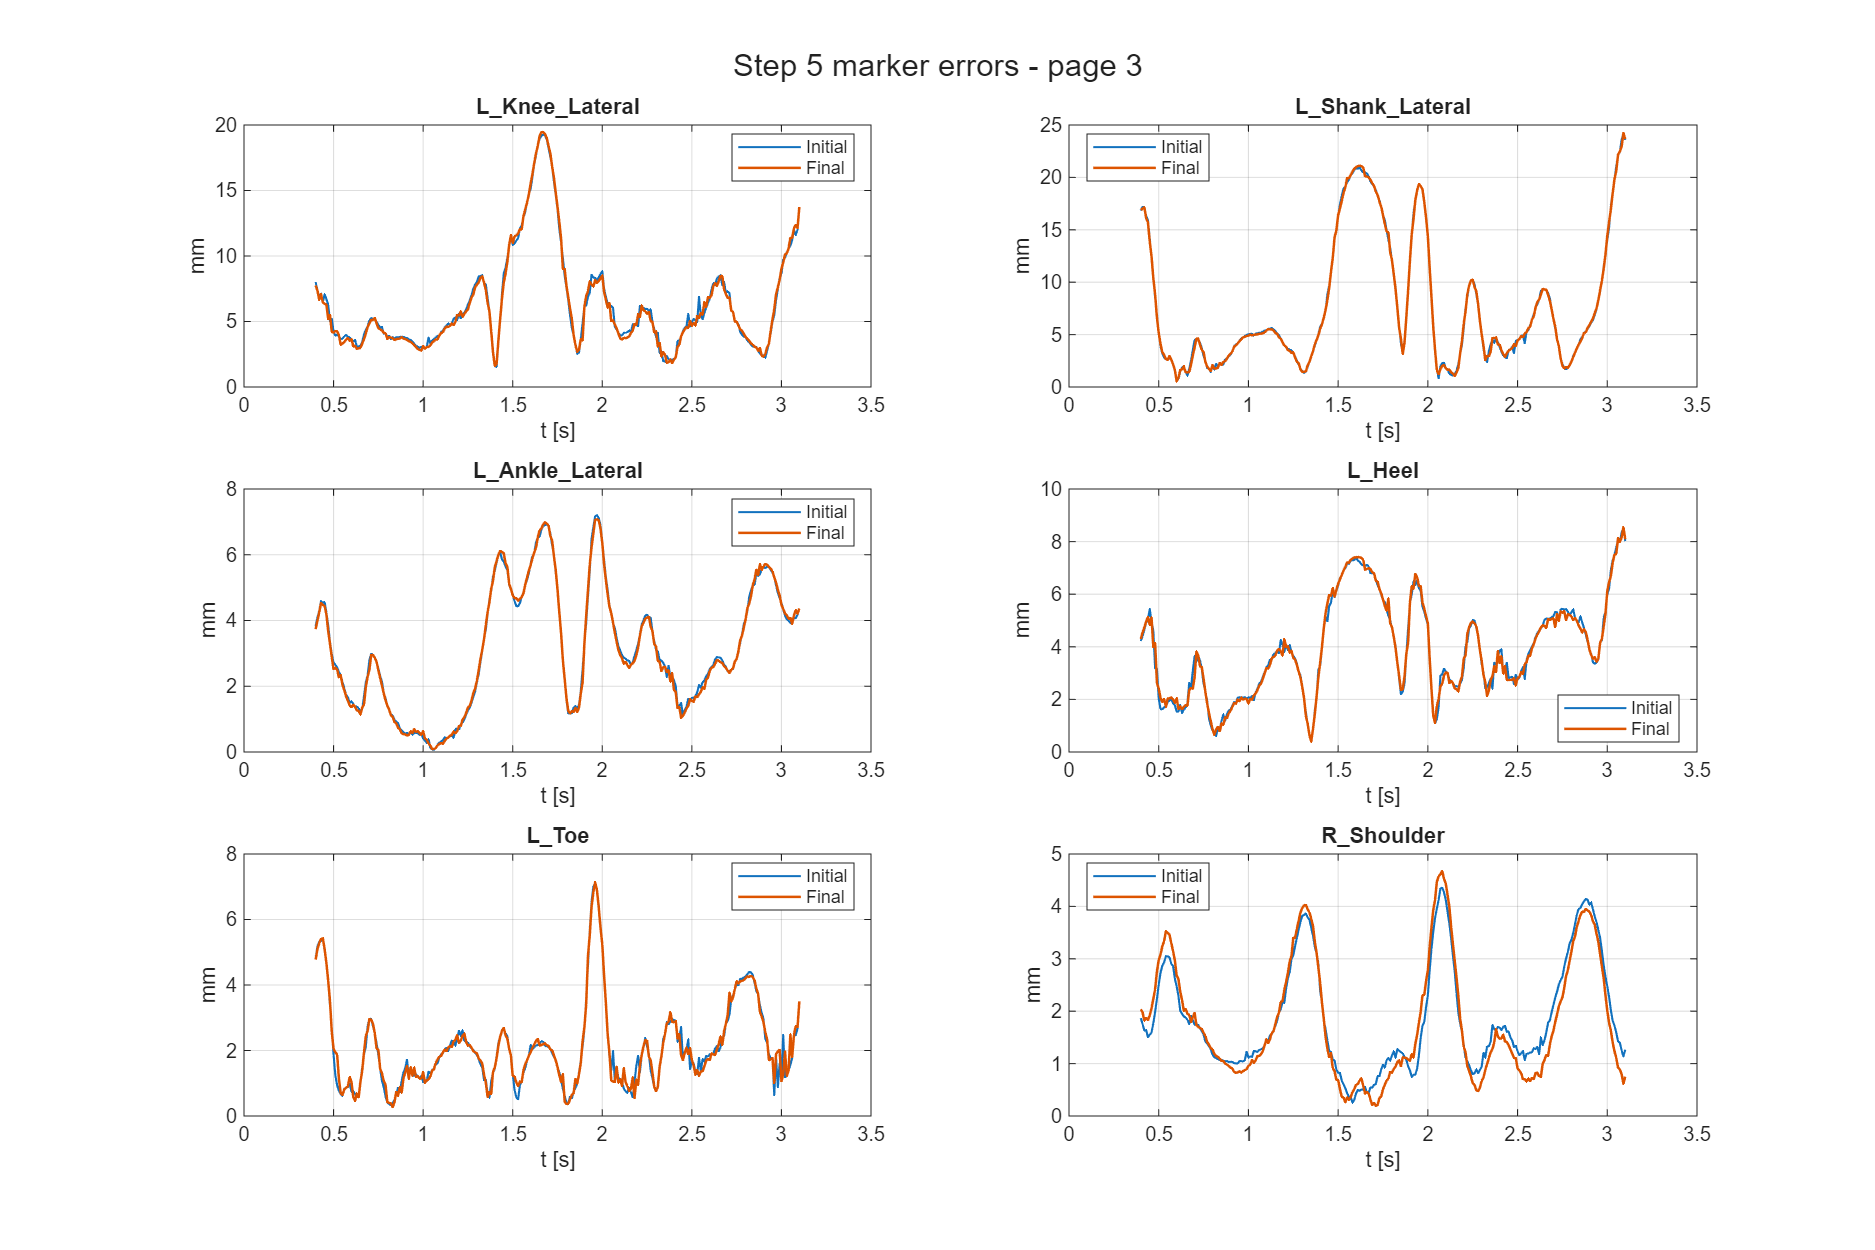 Step 5 marker errors - page 3
L_Knee_Lateral
20
15
10
5
0
mm
0 0.5 1 1.5 2 2.5 3 3.5
t [s]
Initial
Final
L_Shank_Lateral
25
20
15
10
5
0
mm
0 0.5 1 1.5 2 2.5 3 3.5
t [s]
Initial
Final
L_Ankle_Lateral
8
6
4
2
0
mm
0 0.5 1 1.5 2 2.5 3 3.5
t [s]
Initial
Final
L_Heel
10
8
6
4
2
0
mm
0 0.5 1 1.5 2 2.5 3 3.5
t [s]
Initial
Final
L_Toe
8
6
4
2
0
mm
0 0.5 1 1.5 2 2.5 3 3.5
t [s]
Initial
Final
R_Shoulder
5
4
3
2
1
0
mm
0 0.5 1 1.5 2 2.5 3 3.5
t [s]
Initial
Final